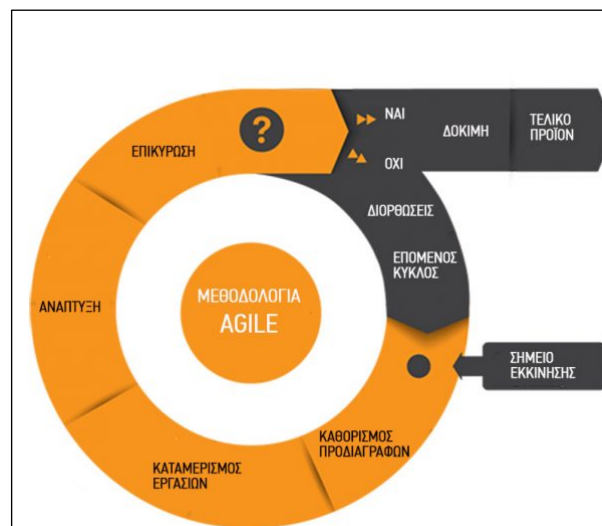 ?
ΝΑΙ
ΟΧΙ
ΔΟΚΙΜΗ
ΤΕΛΙΚΟ
ΠΡΟΪΟΝ
ΕΠΙΚΥΡΩΣΗ
ΔΙΟΡΘΩΣΕΙΣ
ΕΠΟΜΕΝΟΣ
ΚΥΚΛΟΣ
ΑΝΑΠΤΥΞΗ
ΜΕΘΟΔΟΛΟΓΙΑ
AGILE
ΣΗΜΕΙΟ
ΕΚΚΙΝΗΣΗΣ
ΚΑΘΟΡΙΣΜΟΣ
ΠΡΟΔΙΑΓΡΑΦΩΝ
ΚΑΤΑΜΕΡΙΣΜΟΣ
ΕΡΓΑΣΙΩΝ